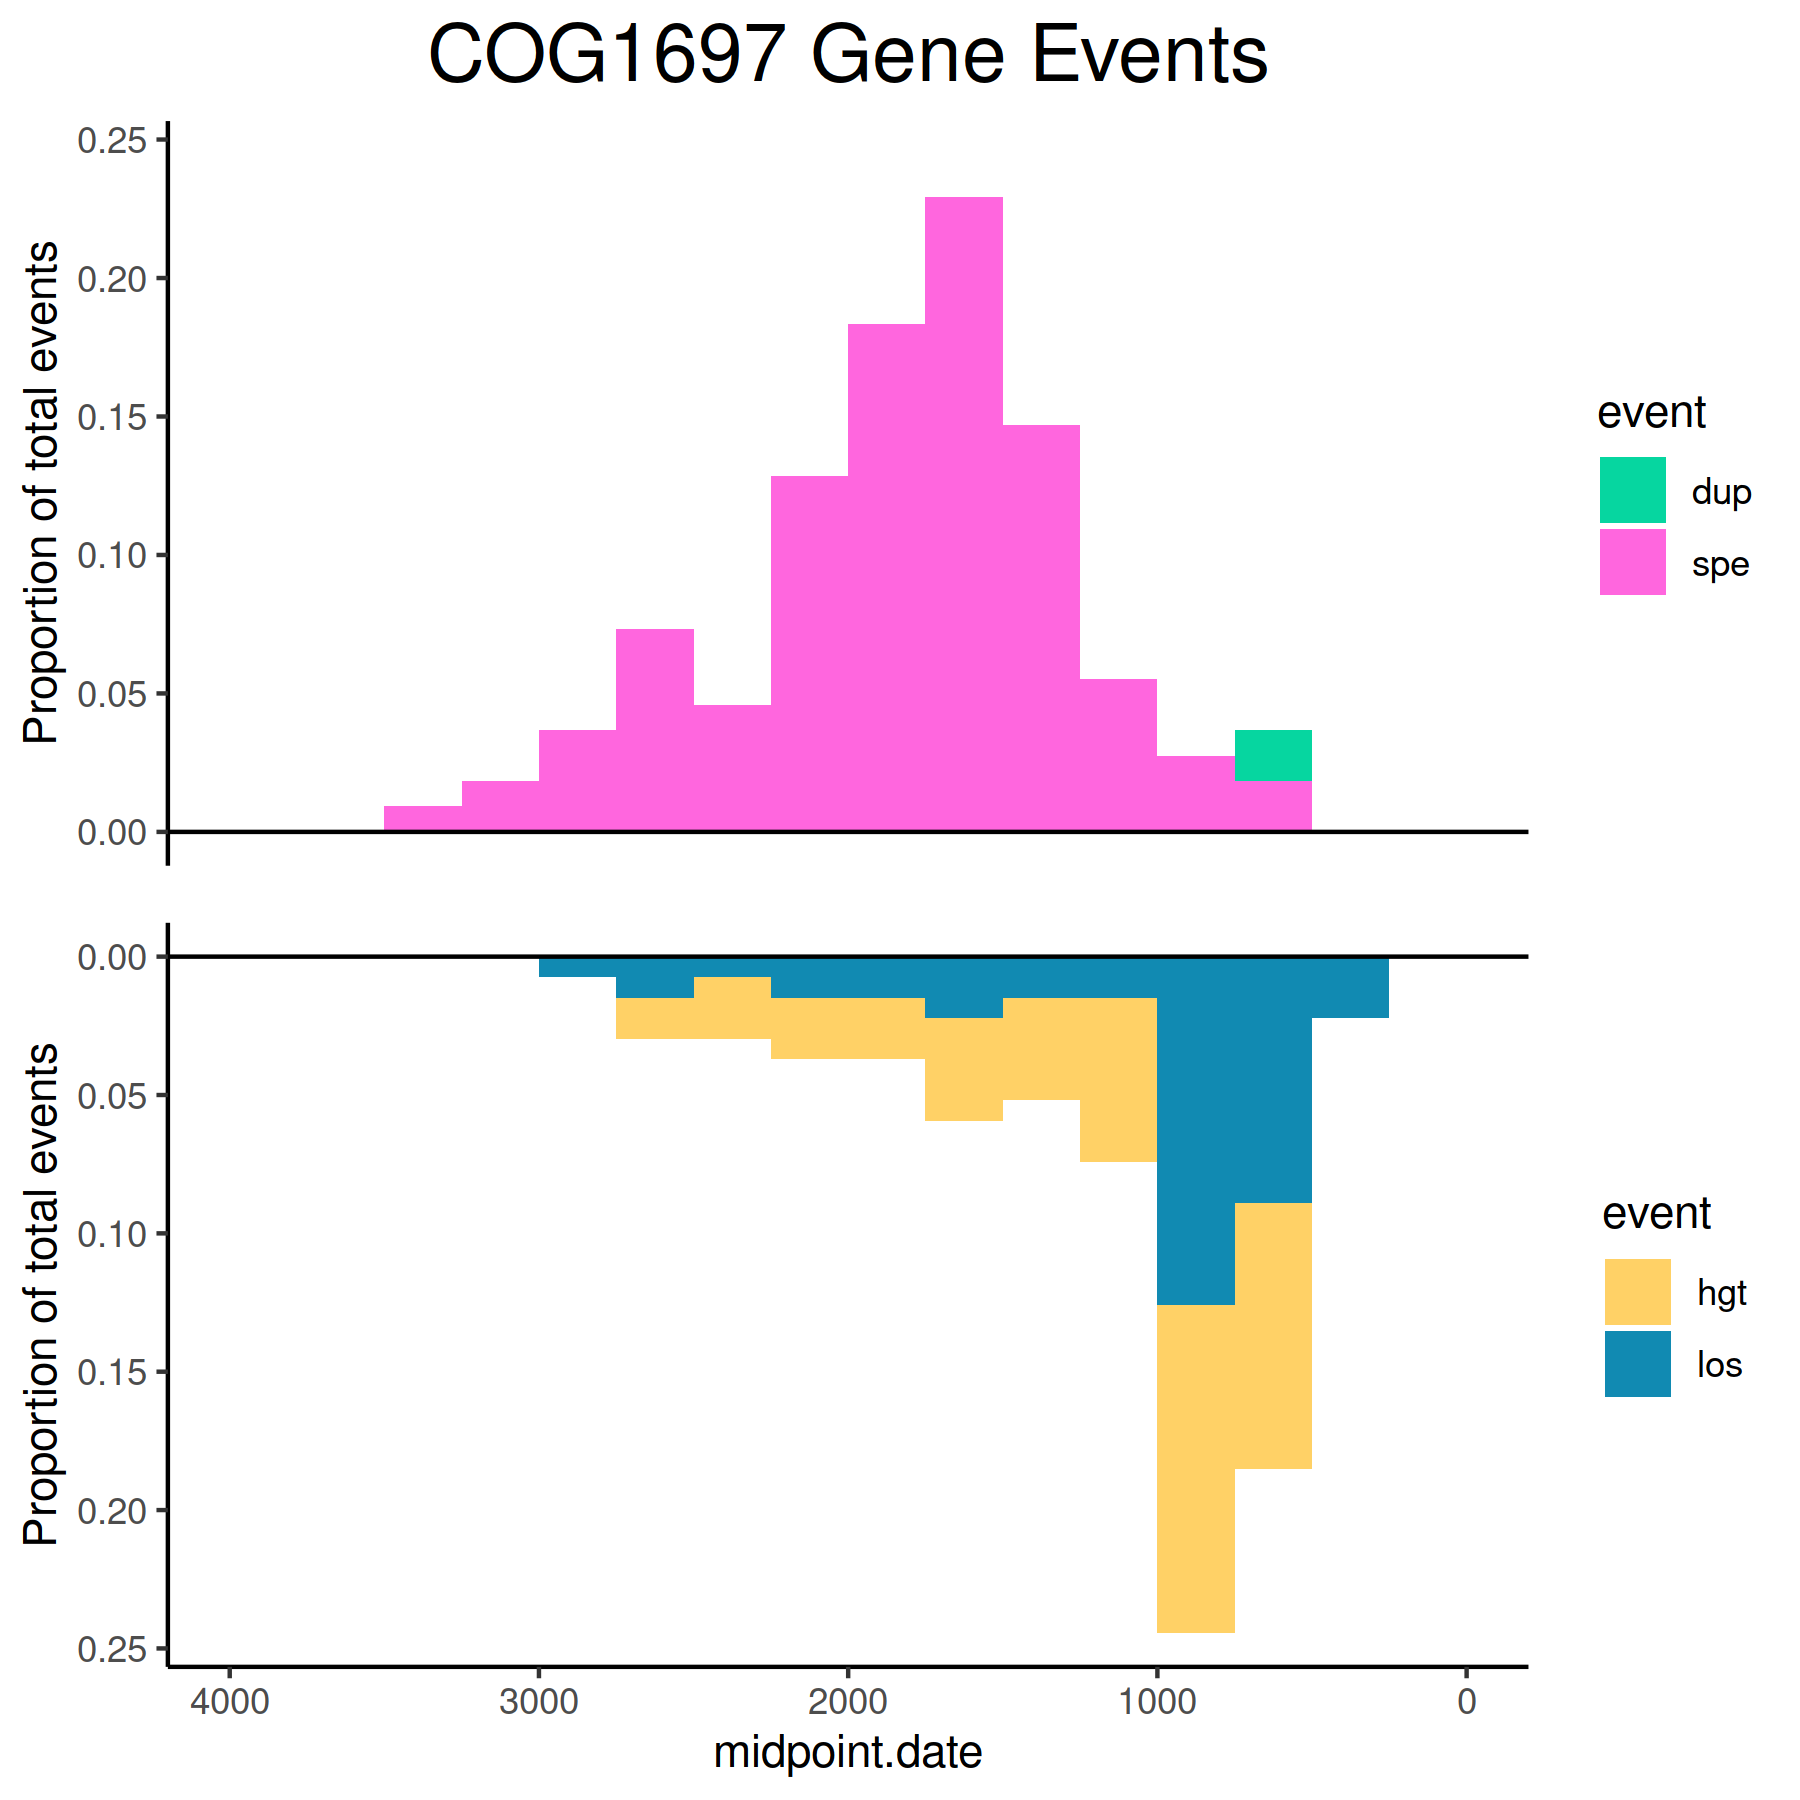 COG1697 Gene Events
Proportion of total events
0.25
0.20
0.15
0.10
0.05
0.00
event
dup
spe
Proportion of total events
0.00
0.05
0.10
0.15
0.20
0.25
event
hgt
los
4000 3000 2000 1000 0
midpoint.date